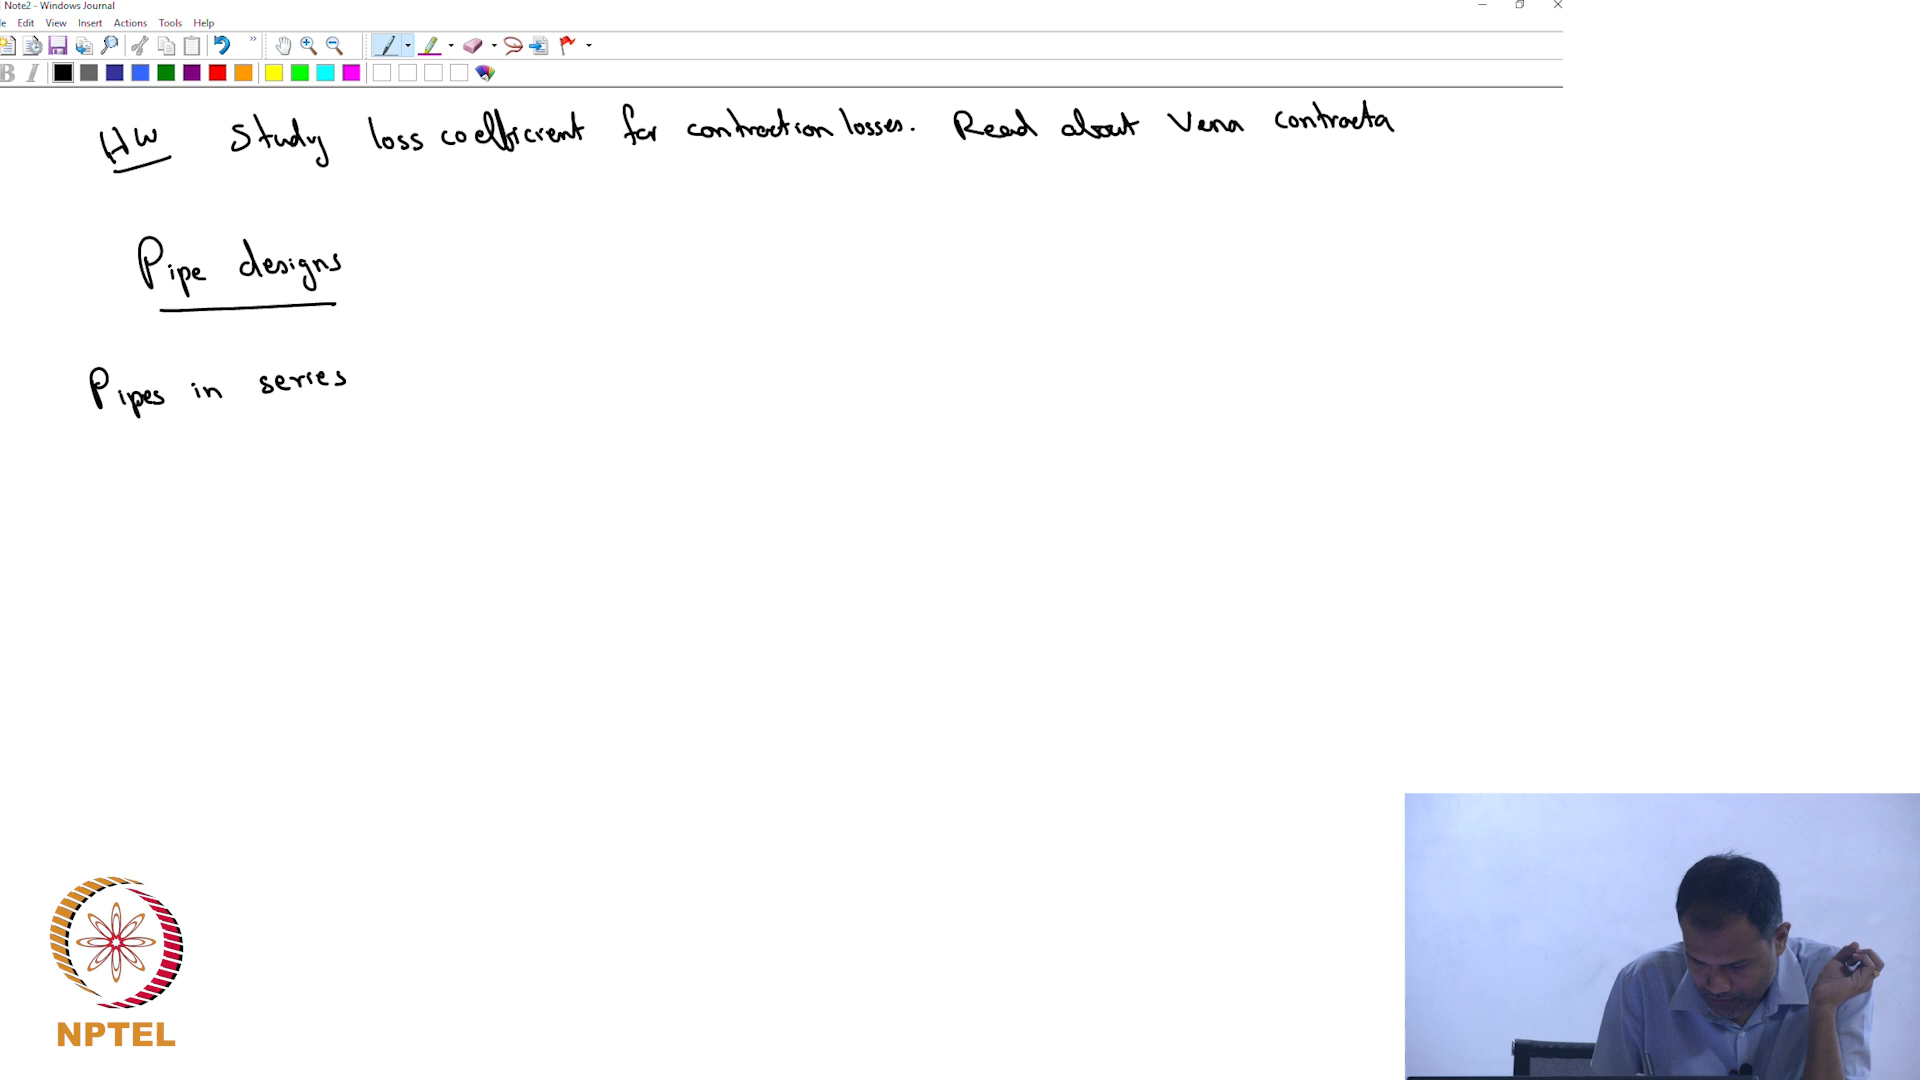 Note2 - Windows Journal
le Edit View Insert Actions Tools Help
B I
HW Study loss coefficient for contraction losses. Read about Vena contracta
Pipe designs
Pipes in series
NPTEL